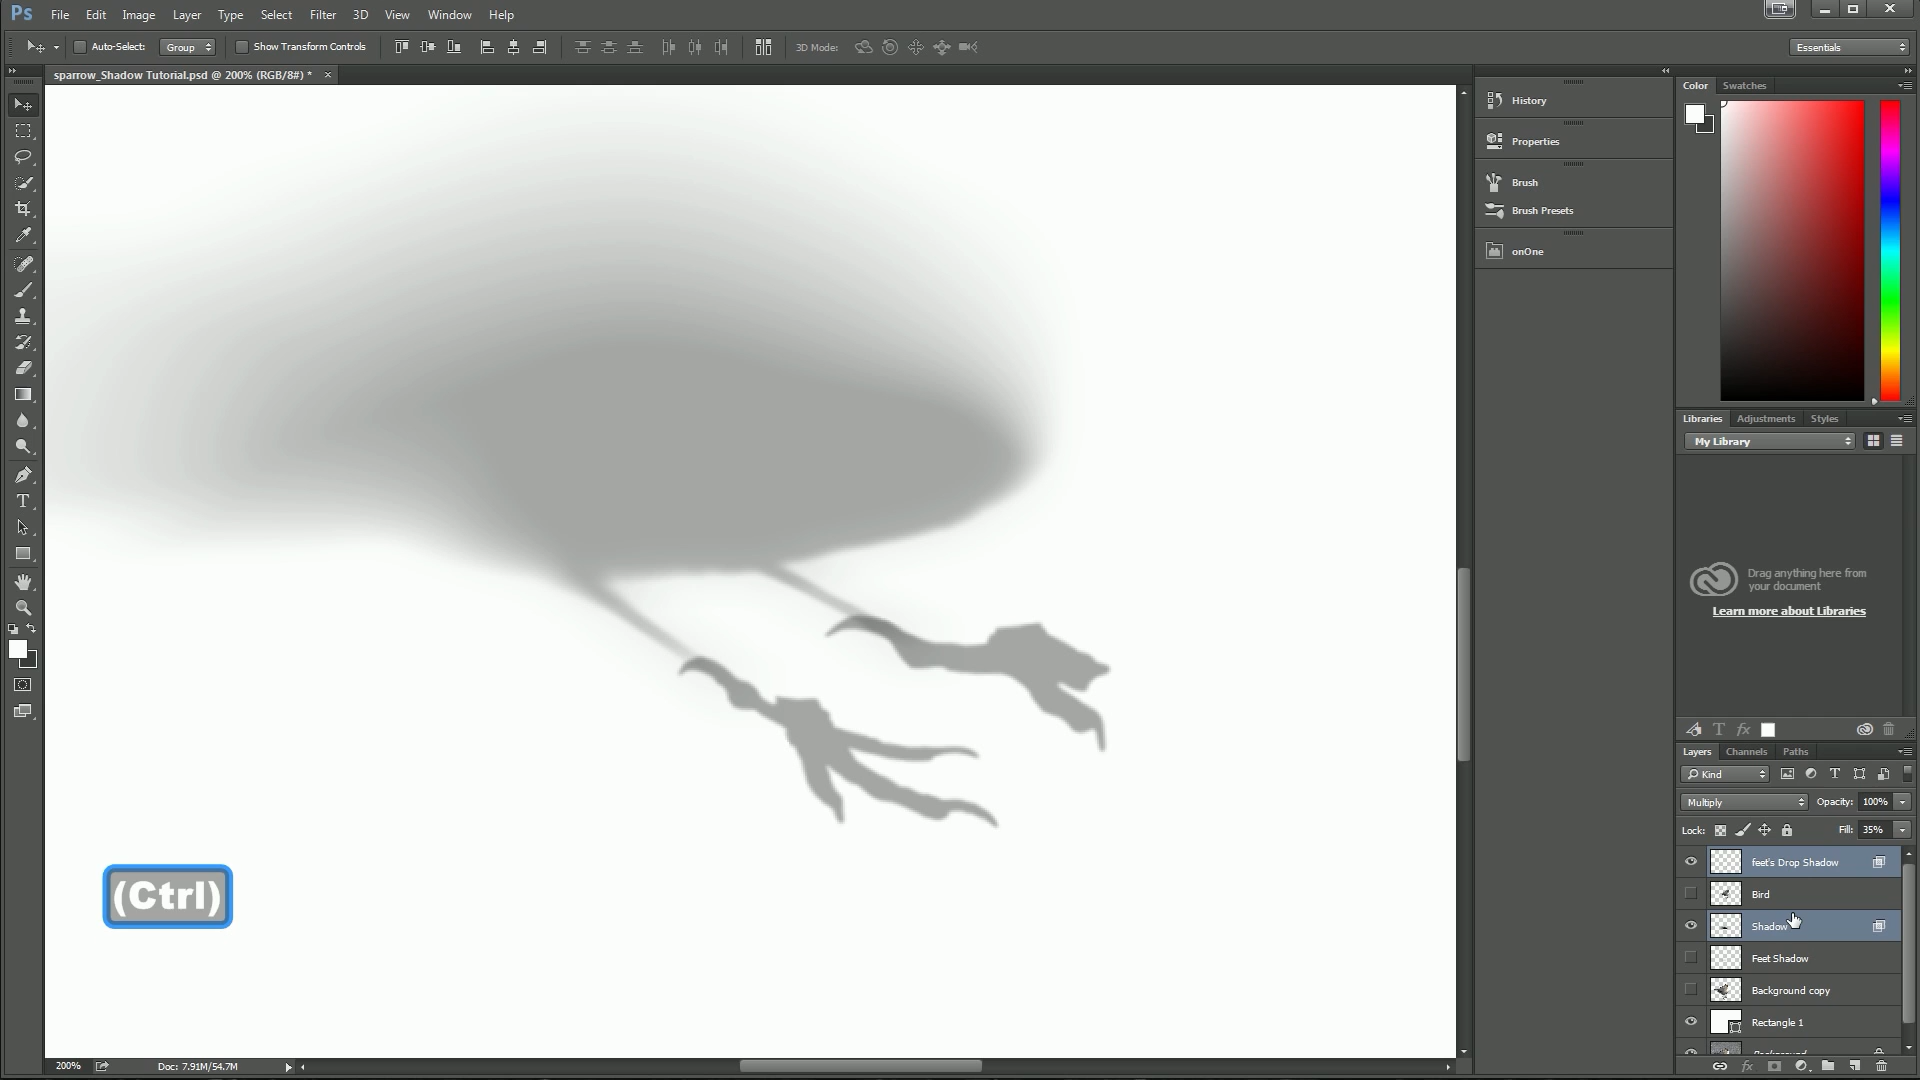 Ps File Edit Image Layer Type Select Filter 3D View Window Help
Auto-Select: Group Show Transform Controls 3D Mode: Essentials
sparrow_Shadow Tutorial.psd @ 200% (RGB/8#) * ×
History
Properties
Brush
Brush Presets
onOne
Color Swatches
Libraries Adjustments Styles
My Library
Drag anything here from
your document
Learn more about Libraries
Layers Channels Paths
Kind
Multiply Opacity: 100%
Lock: Fill: 35%
feet's Drop Shadow
Bird
Shadow
Feet Shadow
Background copy
Rectangle 1
Background
(Ctrl)
200% Doc: 7.91M/54.7M